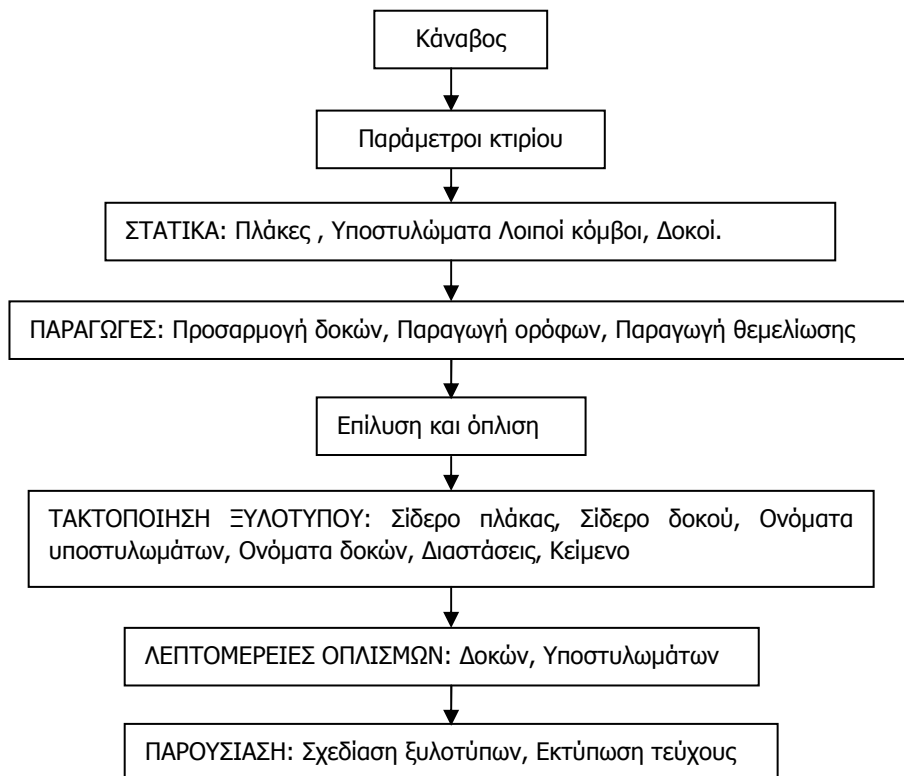 Κάναβος
Παράμετροι κτιρίου
ΣΤΑΤΙΚΑ: Πλάκες , Υποστυλώματα Λοιποί κόμβοι, Δοκοί.
ΠΑΡΑΓΩΓΕΣ: Προσαρμογή δοκών, Παραγωγή ορόφων, Παραγωγή θεμελίωσης
Επίλυση και όπλιση
ΤΑΚΤΟΠΟΙΗΣΗ ΞΥΛΟΤΥΠΟΥ: Σίδερο πλάκας, Σίδερο δοκού, Ονόματα
υποστυλωμάτων, Ονόματα δοκών, Διαστάσεις, Κείμενο
ΛΕΠΤΟΜΕΡΕΙΕΣ ΟΠΛΙΣΜΩΝ: Δοκών, Υποστυλωμάτων
ΠΑΡΟΥΣΙΑΣΗ: Σχεδίαση ξυλοτύπων, Εκτύπωση τεύχους